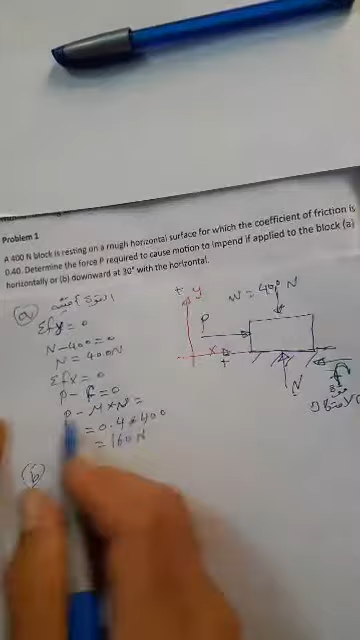 Problem 1
A 400 N block is resting on a rough horizontal surface for which the coefficient of friction is
0.40. Determine the force P required to cause motion to impend if applied to the block (a)
horizontally or (b) downward at 30° with the horizontal.
(a)
ΣFy = 0
N-400 = 0
N = 400N
ΣFx = 0
P - F = 0
P - M*N =
= 0.4*400
= 160 N
(b)
+ y
W = 400 N
P
x
+
N
F